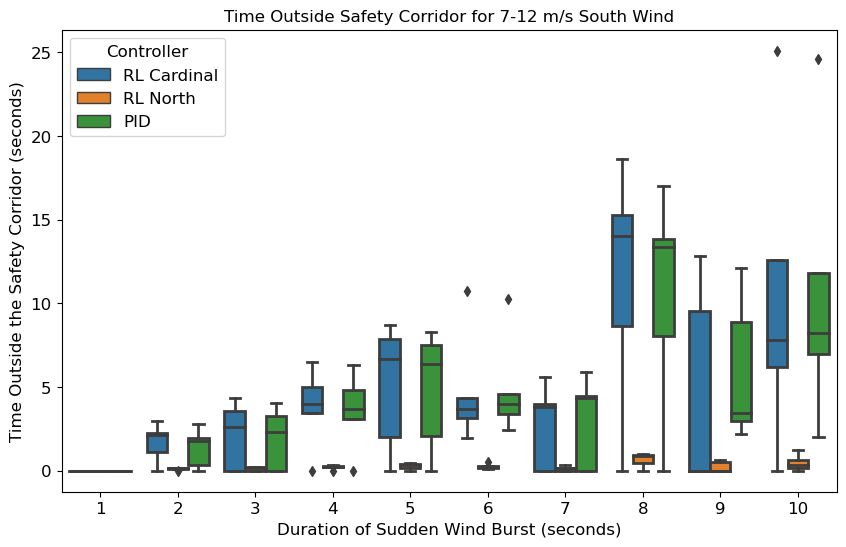 Time Outside Safety Corridor for 7-12 m/s South Wind
Controller
RL Cardinal
RL North
PID
Time Outside the Safety Corridor (seconds)
25
20
15
10
5
0
1 2 3 4 5 6 7 8 9 10
Duration of Sudden Wind Burst (seconds)